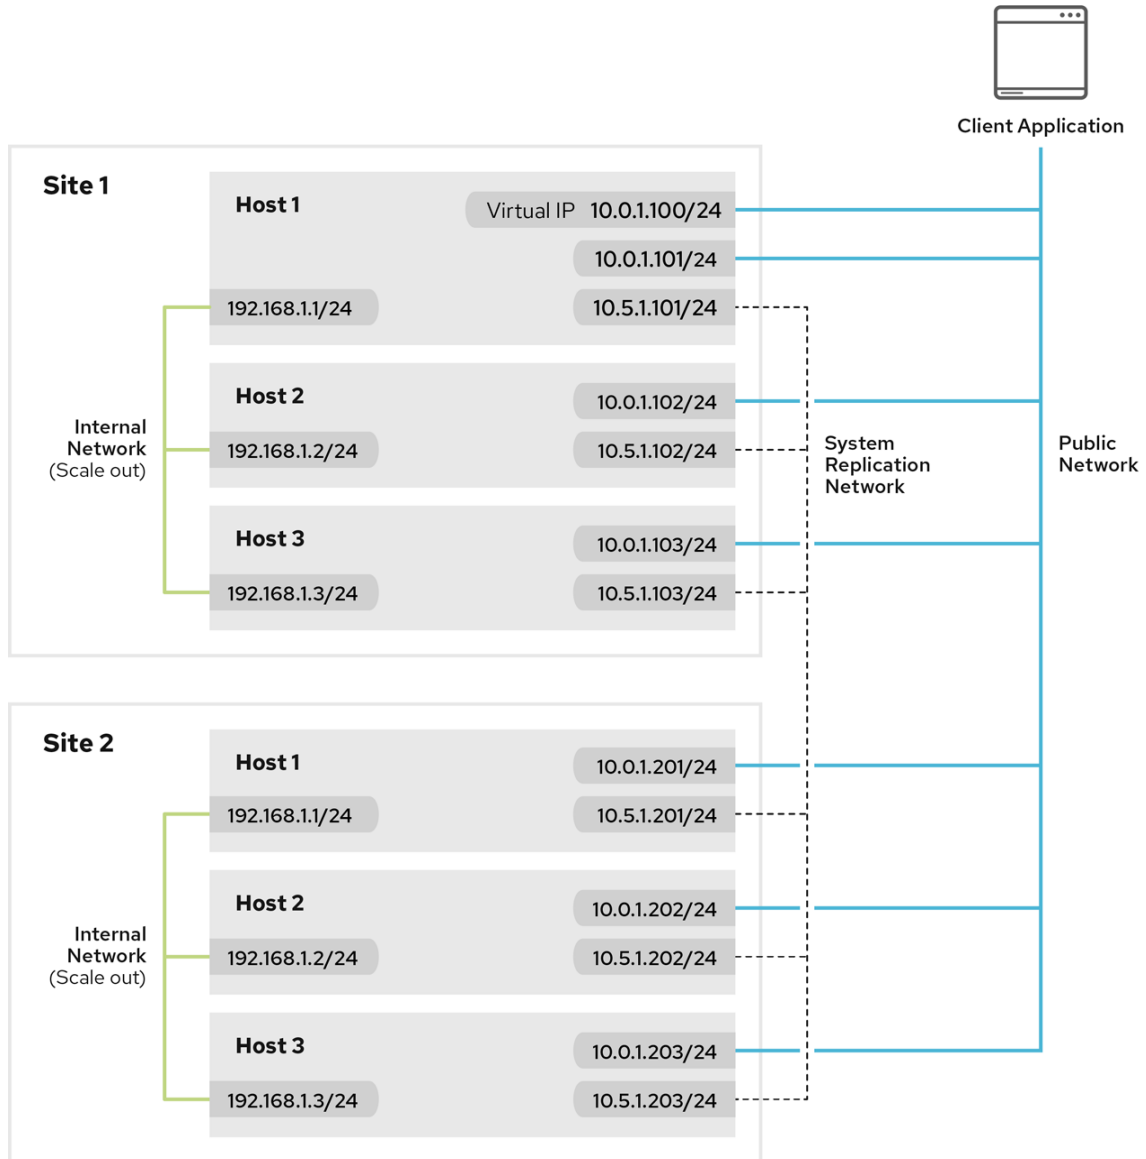 Client Application
Site 1
Host 1
Virtual IP 10.0.1.100/24
10.0.1.101/24
192.168.1.1/24
10.5.1.101/24
Host 2
10.0.1.102/24
192.168.1.2/24
10.5.1.102/24
Host 3
10.0.1.103/24
192.168.1.3/24
10.5.1.103/24
Internal
Network
(Scale out)
System
Replication
Network
Public
Network
Site 2
Host 1
10.0.1.201/24
192.168.1.1/24
10.5.1.201/24
Host 2
10.0.1.202/24
192.168.1.2/24
10.5.1.202/24
Host 3
10.0.1.203/24
192.168.1.3/24
10.5.1.203/24
Internal
Network
(Scale out)